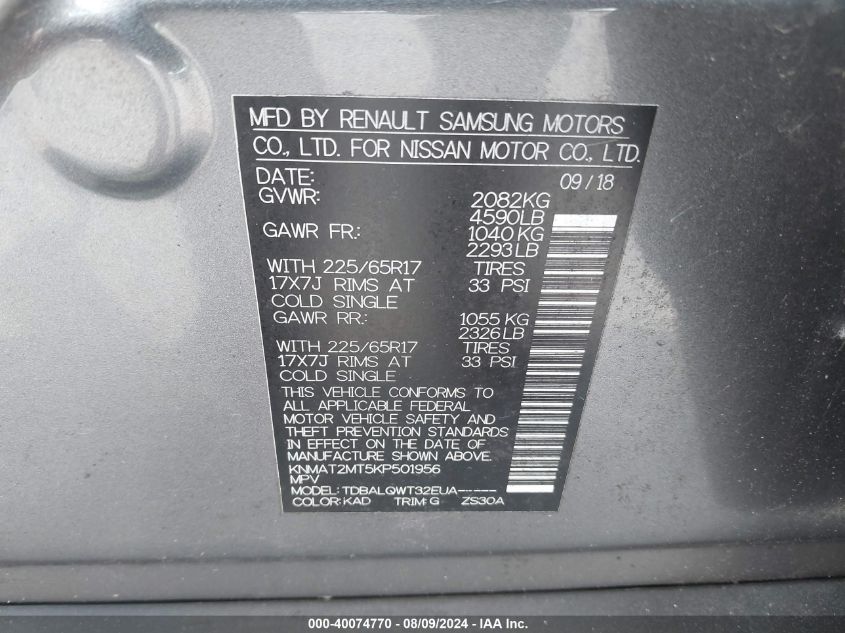 MFD BY RENAULT SAMSUNG MOTORS
CO., LTD. FOR NISSAN MOTOR CO., LTD.
DATE: 09/18
GVWR: 2082KG
4590LB
GAWR FR.: 1040KG
2293LB
WITH 225/65R17 TIRES
17X7J RIMS AT 33 PSI
COLD SINGLE
GAWR RR.: 1055 KG
2326LB
WITH 225/65R17 TIRES
17X7J RIMS AT 33 PSI
COLD SINGLE
THIS VEHICLE CONFORMS TO
ALL APPLICABLE FEDERAL
MOTOR VEHICLE SAFETY AND
THEFT PREVENTION STANDARDS
IN EFFECT ON THE DATE OF
MANUFACTURE SHOWN ABOVE.
KNMAT2MT5KP501956
MPV
MODEL: TDBALQWT32EUA-----
COLOR: KAD TRIM: G ZS30A
000-40074770 - 08/09/2024 - IAA Inc.